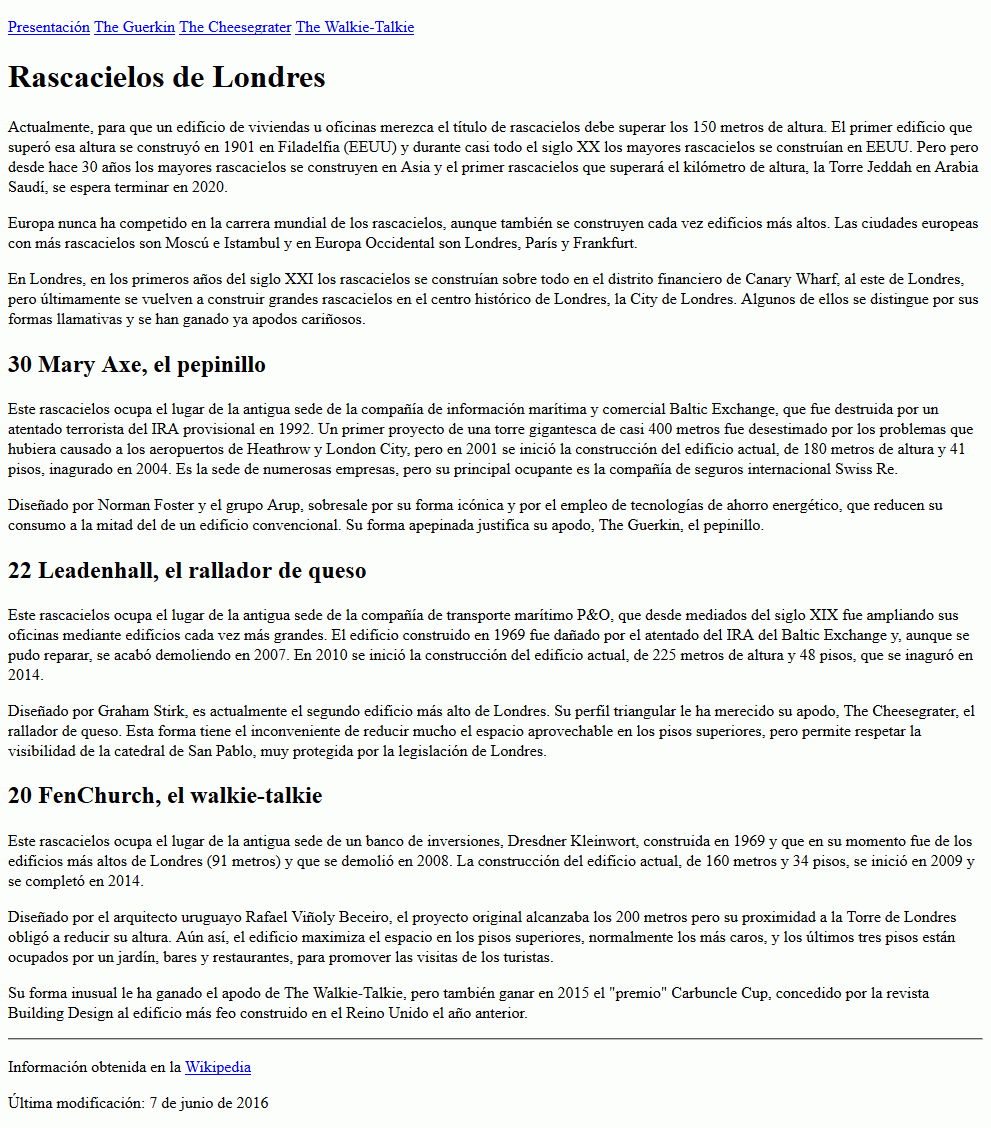 Presentación The Guerkin The Cheesegrater The Walkie-Talkie
Rascacielos de Londres
Actualmente, para que un edificio de viviendas u oficinas merezca el título de rascacielos debe superar los 150 metros de altura. El primer edificio que
superó esa altura se construyó en 1901 en Filadelfia (EEUU) y durante casi todo el siglo XX los mayores rascacielos se construían en EEUU. Pero pero
desde hace 30 años los mayores rascacielos se construyen en Asia y el primer rascacielos que superará el kilómetro de altura, la Torre Jeddah en Arabia
Saudí, se espera terminar en 2020.
Europa nunca ha competido en la carrera mundial de los rascacielos, aunque también se construyen cada vez edificios más altos. Las ciudades europeas
con más rascacielos son Moscú e Istambul y en Europa Occidental son Londres, París y Frankfurt.
En Londres, en los primeros años del siglo XXI los rascacielos se construían sobre todo en el distrito financiero de Canary Wharf, al este de Londres,
pero últimamente se vuelven a construir grandes rascacielos en el centro histórico de Londres, la City de Londres. Algunos de ellos se distingue por sus
formas llamativas y se han ganado ya apodos cariñosos.
30 Mary Axe, el pepinillo
Este rascacielos ocupa el lugar de la antigua sede de la compañía de información marítima y comercial Baltic Exchange, que fue destruida por un
atentado terrorista del IRA provisional en 1992. Un primer proyecto de una torre gigantesca de casi 400 metros fue desestimado por los problemas que
hubiera causado a los aeropuertos de Heathrow y London City, pero en 2001 se inició la construcción del edificio actual, de 180 metros de altura y 41
pisos, inagurado en 2004. Es la sede de numerosas empresas, pero su principal ocupante es la compañía de seguros internacional Swiss Re.
Diseñado por Norman Foster y el grupo Arup, sobresale por su forma icónica y por el empleo de tecnologías de ahorro energético, que reducen su
consumo a la mitad del de un edificio convencional. Su forma apepinada justifica su apodo, The Guerkin, el pepinillo.
22 Leadenhall, el rallador de queso
Este rascacielos ocupa el lugar de la antigua sede de la compañía de transporte marítimo P&O, que desde mediados del siglo XIX fue ampliando sus
oficinas mediante edificios cada vez más grandes. El edificio construido en 1969 fue dañado por el atentado del IRA del Baltic Exchange y, aunque se
pudo reparar, se acabó demoliendo en 2007. En 2010 se inició la construcción del edificio actual, de 225 metros de altura y 48 pisos, que se inaguró en
2014.
Diseñado por Graham Stirk, es actualmente el segundo edificio más alto de Londres. Su perfil triangular le ha merecido su apodo, The Cheesegrater, el
rallador de queso. Esta forma tiene el inconveniente de reducir mucho el espacio aprovechable en los pisos superiores, pero permite respetar la
visibilidad de la catedral de San Pablo, muy protegida por la legislación de Londres.
20 FenChurch, el walkie-talkie
Este rascacielos ocupa el lugar de la antigua sede de un banco de inversiones, Dresdner Kleinwort, construida en 1969 y que en su momento fue de los
edificios más altos de Londres (91 metros) y que se demolió en 2008. La construcción del edificio actual, de 160 metros y 34 pisos, se inició en 2009 y
se completó en 2014.
Diseñado por el arquitecto uruguayo Rafael Viñoly Beceiro, el proyecto original alcanzaba los 200 metros pero su proximidad a la Torre de Londres
obligó a reducir su altura. Aún así, el edificio maximiza el espacio en los pisos superiores, normalmente los más caros, y los últimos tres pisos están
ocupados por un jardín, bares y restaurantes, para promover las visitas de los turistas.
Su forma inusual le ha ganado el apodo de The Walkie-Talkie, pero también ganar en 2015 el "premio" Carbuncle Cup, concedido por la revista
Building Design al edificio más feo construido en el Reino Unido el año anterior.
Información obtenida en la Wikipedia
Última modificación: 7 de junio de 2016